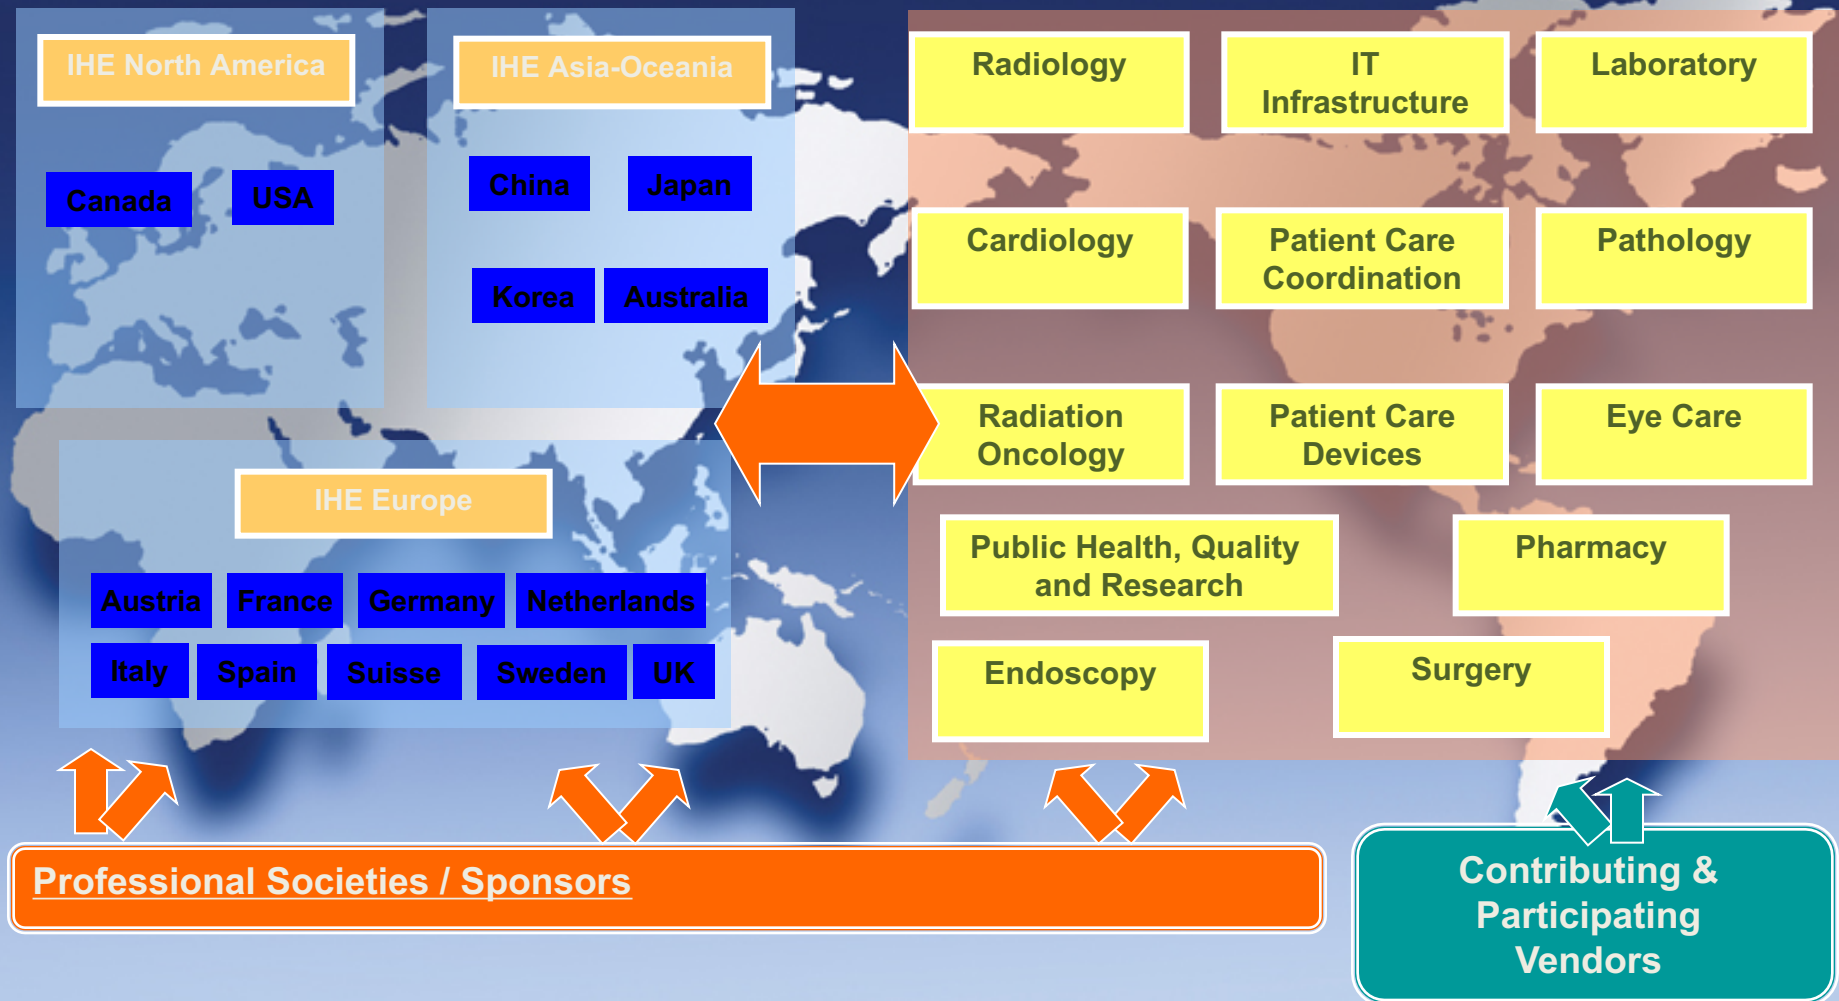 IHE North America
Canada
USA
IHE Asia-Oceania
China
Japan
Korea
Australia
IHE Europe
Austria
France
Germany
Netherlands
Italy
Spain
Suisse
Sweden
UK
Radiology
IT
Infrastructure
Laboratory
Cardiology
Patient Care
Coordination
Pathology
Radiation
Oncology
Patient Care
Devices
Eye Care
Public Health, Quality
and Research
Pharmacy
Endoscopy
Surgery
Professional Societies / Sponsors
Contributing &
Participating
Vendors